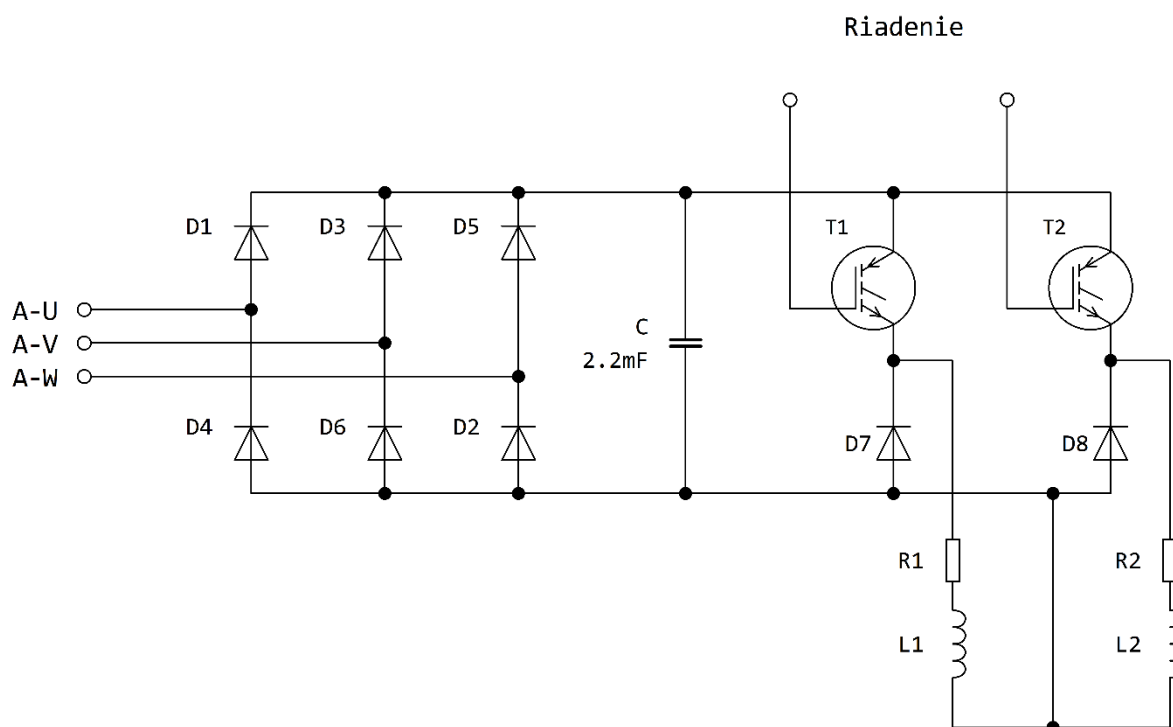 Riadenie
D1
D3
D5
T1
T2
A-U
A-V
A-W
C
2.2mF
D4
D6
D2
D7
D8
R1
R2
L1
L2